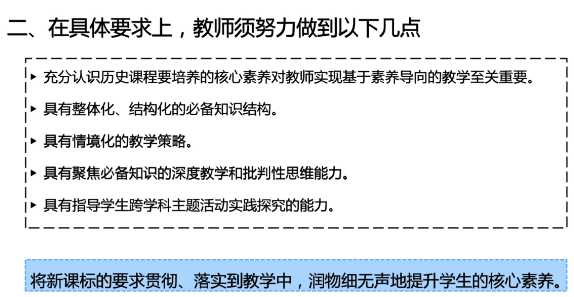 二、在具体要求上，教师须努力做到以下几点
▶ 充分认识历史课程要培养的核心素养对教师实现基于素养导向的教学至关重要。
▶ 具有整体化、结构化的必备知识结构。
▶ 具有情境化的教学策略。
▶ 具有聚焦必备知识的深度教学和批判性思维能力。
▶ 具有指导学生跨学科主题活动实践探究的能力。
将新课标的要求贯彻、落实到教学中，润物细无声地提升学生的核心素养。